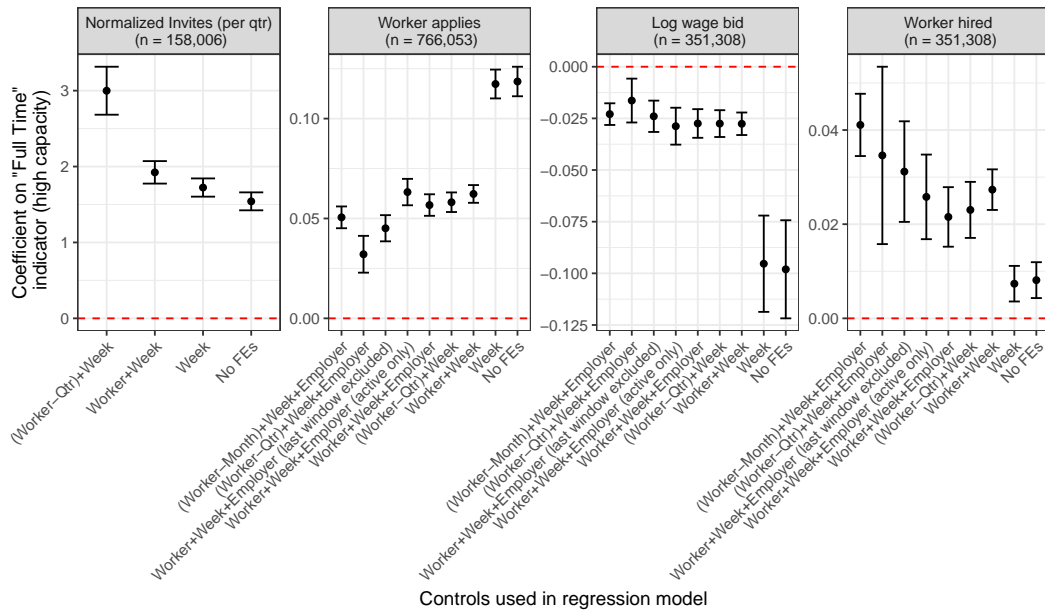 Normalized Invites (per qtr)
(n = 158,006)
Worker applies
(n = 766,053)
Log wage bid
(n = 351,308)
Worker hired
(n = 351,308)
Coefficient on "Full Time"
indicator (high capacity)
3
2
1
0
(Worker−Qtr)+Week
Worker+Week
Week
No FEs
0.10
0.05
0.00
(Worker−Month)+Week+Employer
(Worker−Qtr)+Week+Employer
Worker+Week+Employer (last window excluded)
Worker+Week+Employer (active only)
Worker+Week+Employer
(Worker−Qtr)+Week
Worker+Week
Week
No FEs
0.000
−0.025
−0.050
−0.075
−0.100
−0.125
(Worker−Month)+Week+Employer
(Worker−Qtr)+Week+Employer
Worker+Week+Employer (last window excluded)
Worker+Week+Employer (active only)
Worker+Week+Employer
(Worker−Qtr)+Week
Worker+Week
Week
No FEs
0.04
0.02
0.00
(Worker−Month)+Week+Employer
(Worker−Qtr)+Week+Employer
Worker+Week+Employer (last window excluded)
Worker+Week+Employer (active only)
Worker+Week+Employer
(Worker−Qtr)+Week
Worker+Week
Week
No FEs
Controls used in regression model